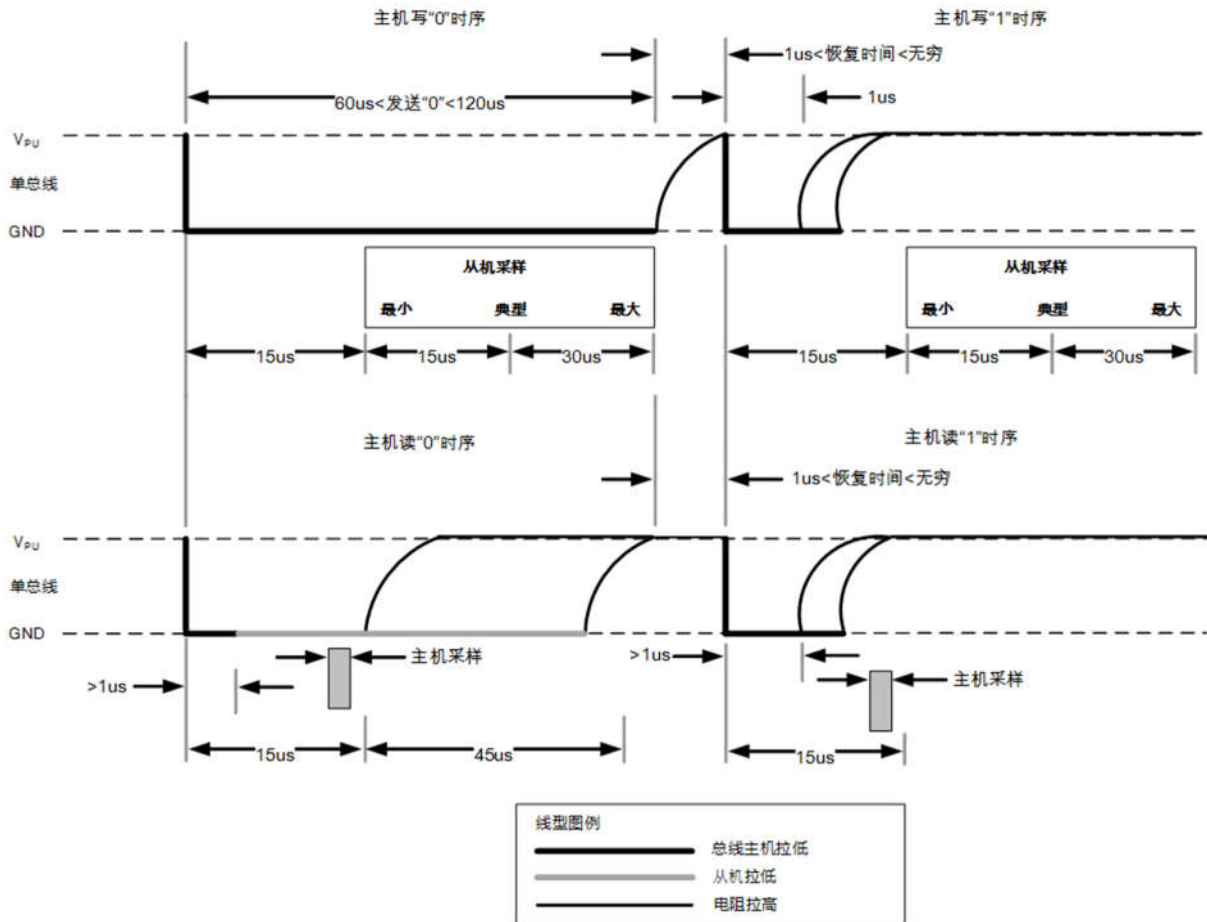 主机写“0”时序
主机写“1”时序
1us<恢复时间<无穷
60us<发送“0”<120us
1us
VPU
单总线
GND
从机采样
最小 典型 最大
从机采样
最小 典型 最大
15us 15us 30us
15us 15us 30us
主机读“0”时序
主机读“1”时序
1us<恢复时间<无穷
VPU
单总线
GND
>1us
主机采样
>1us
主机采样
15us 45us
15us
线型图例
总线主机拉低
从机拉低
电阻拉高